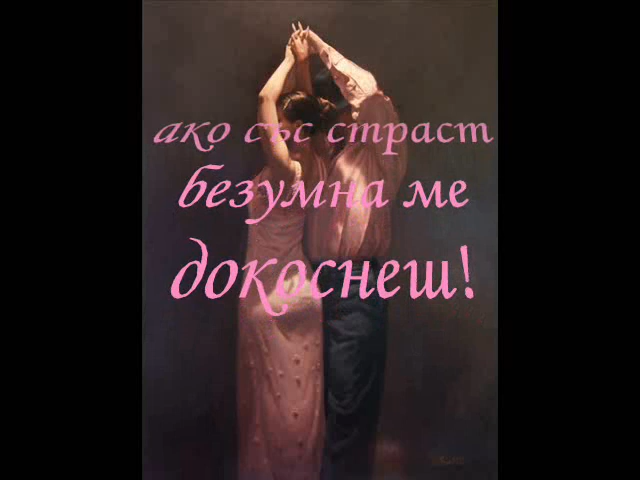 ако със страст
безумна ме
докоснеш!